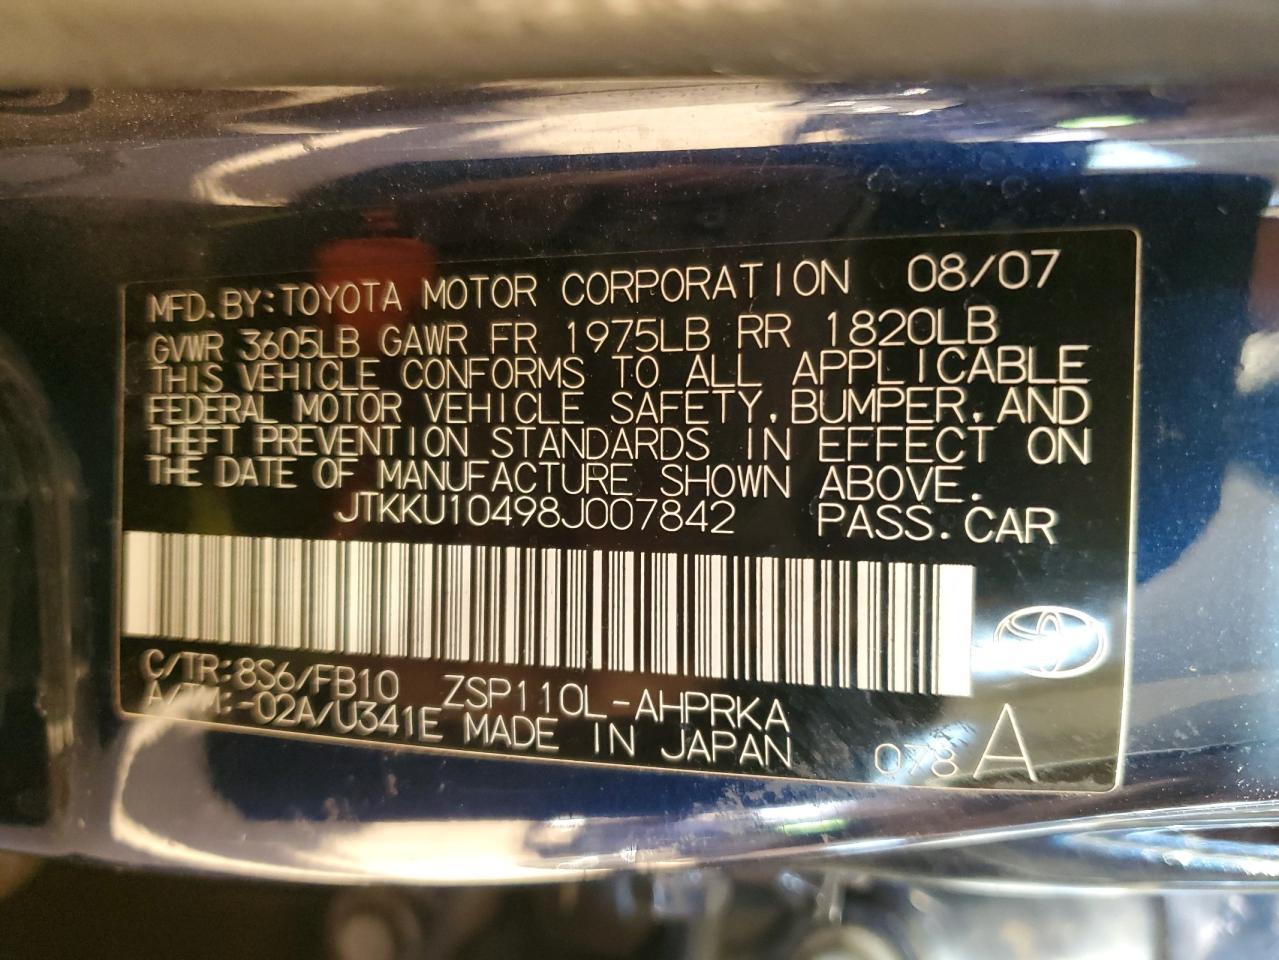 MFD. BY: TOYOTA MOTOR CORPORATION 08/07
GVWR 3605LB GAWR FR 1975LB RR 1820LB
THIS VEHICLE CONFORMS TO ALL APPLICABLE
FEDERAL MOTOR VEHICLE SAFETY, BUMPER, AND
THEFT PREVENTION STANDARDS IN EFFECT ON
THE DATE OF MANUFACTURE SHOWN ABOVE.
JTKKU10498J007842 PASS. CAR
C/TR: 8S6/FB10 ZSP110L-AHPRKA
A/TM: -02A/U341E MADE IN JAPAN
078 A